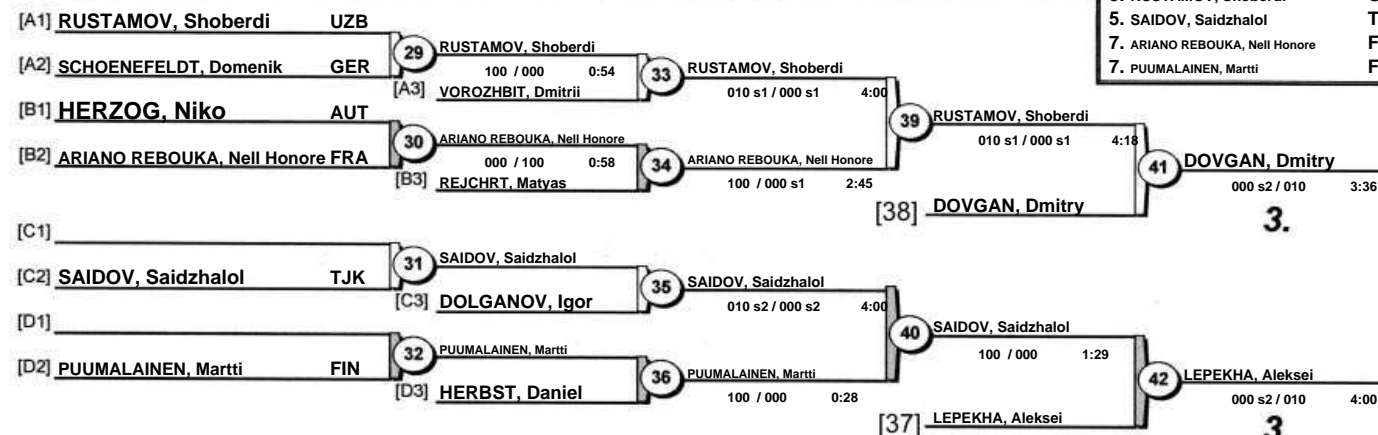 [A1] RUSTAMOV, Shoberdi UZB
[A2] SCHOENEFELDT, Domenik GER
29
RUSTAMOV, Shoberdi
100 / 000 0:54
[A3] VOROZHBIT, Dmitrii
33
RUSTAMOV, Shoberdi
010 s1 / 000 s1 4:00
[B1] HERZOG, Niko AUT
[B2] ARIANO REBOUKA, Nell Honore FRA
30
ARIANO REBOUKA, Nell Honore
000 / 100 0:58
[B3] REJCHRT, Matyas
34
ARIANO REBOUKA, Nell Honore
100 / 000 s1 2:45
39
RUSTAMOV, Shoberdi
010 s1 / 000 s1 4:18
[38] DOVGAN, Dmitry
41
DOVGAN, Dmitry
000 s2 / 010 3:36
3.
[C1]
[C2] SAIDOV, Saidzhalol TJK
31
SAIDOV, Saidzhalol
[C3] DOLGANOV, Igor
35
SAIDOV, Saidzhalol
010 s2 / 000 s2 4:00
[D1]
[D2] PUUMALAINEN, Martti FIN
32
PUUMALAINEN, Martti
[D3] HERBST, Daniel
36
PUUMALAINEN, Martti
100 / 000 0:28
40
SAIDOV, Saidzhalol
100 / 000 1:29
[37] LEPEKHA, Aleksei
42
LEPEKHA, Aleksei
000 s2 / 010 4:00
3
5. SAIDOV, Saidzhalol T
7. ARIANO REBOUKA, Nell Honore F
7. PUUMALAINEN, Martti F